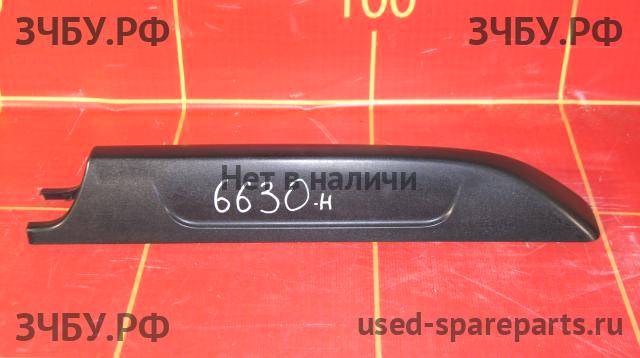 100
ЗЧБУ.РФ
ЗЧБУ.РФ
Нет в наличи
6630-н
ЗЧБУ.РФ
used-spareparts.ru